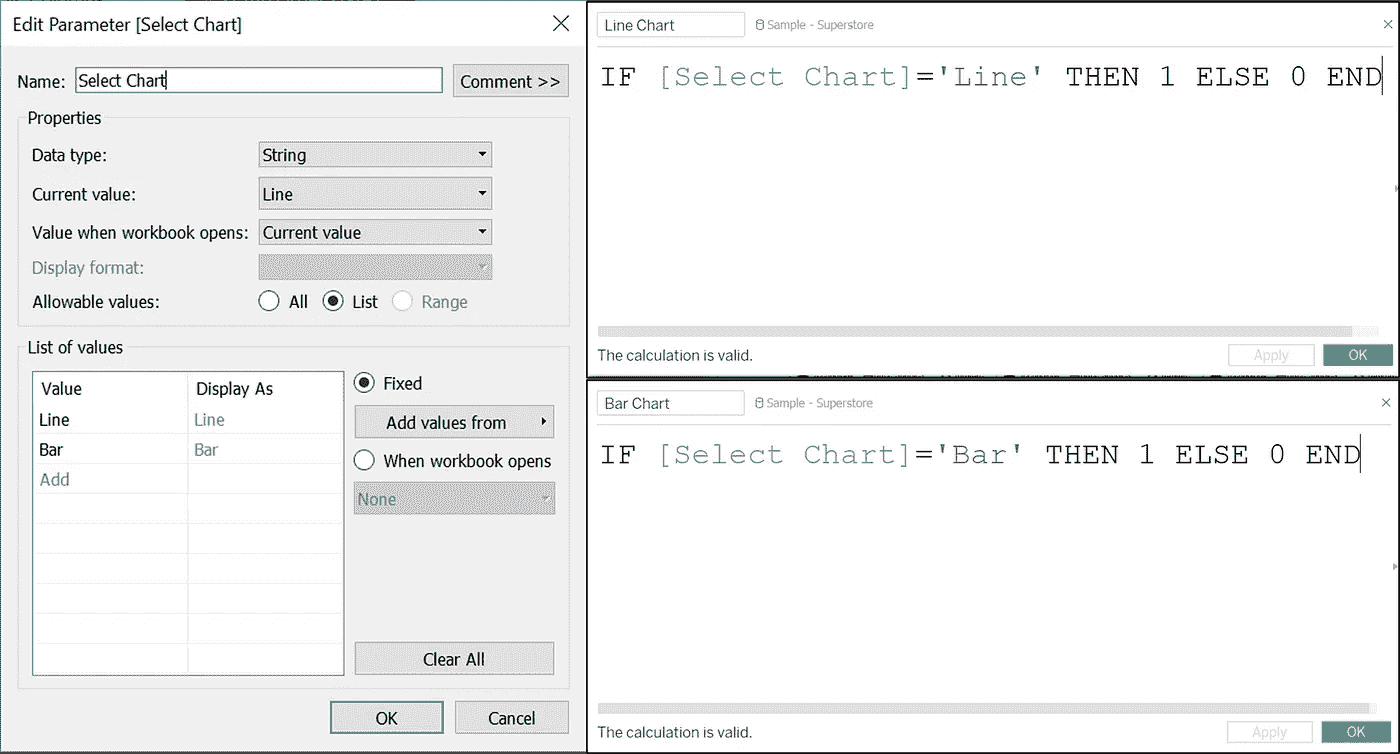 Edit Parameter [Select Chart]
Name: Select Chart Comment >>
Properties
Data type: String
Current value: Line
Value when workbook opens: Current value
Display format:
Allowable values: All List Range
List of values
Value Display As
Line Line
Bar Bar
Add
Fixed
Add values from
When workbook opens
None
Clear All
OK Cancel
Line Chart Sample - Superstore
IF [Select Chart]='Line' THEN 1 ELSE 0 END
The calculation is valid. Apply OK
Bar Chart Sample - Superstore
IF [Select Chart]='Bar' THEN 1 ELSE 0 END
The calculation is valid. Apply OK